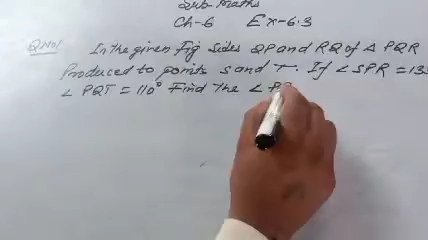 Sub- Maths
Ch-6 Ex-6.3
Q No1 In the given Fig Sides QP and RQ of Δ PQR
Produced to points S and T. If ∠SPR = 13
∠ PQT = 110° Find the ∠ P